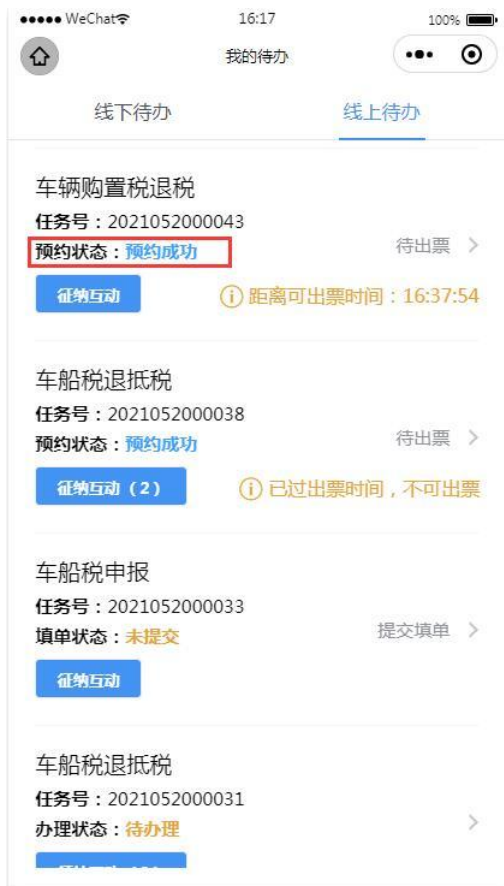 WeChat
16:17
100%
我的待办
线下待办
线上待办
车辆购置税退税
任务号：2021052000043
预约状态：预约成功
待出票
征纳互动
距离可出票时间：16:37:54
车船税退抵税
任务号：2021052000038
预约状态：预约成功
待出票
征纳互动（2）
已过出票时间，不可出票
车船税申报
任务号：2021052000033
填单状态：未提交
提交填单
征纳互动
车船税退抵税
任务号：2021052000031
办理状态：待办理